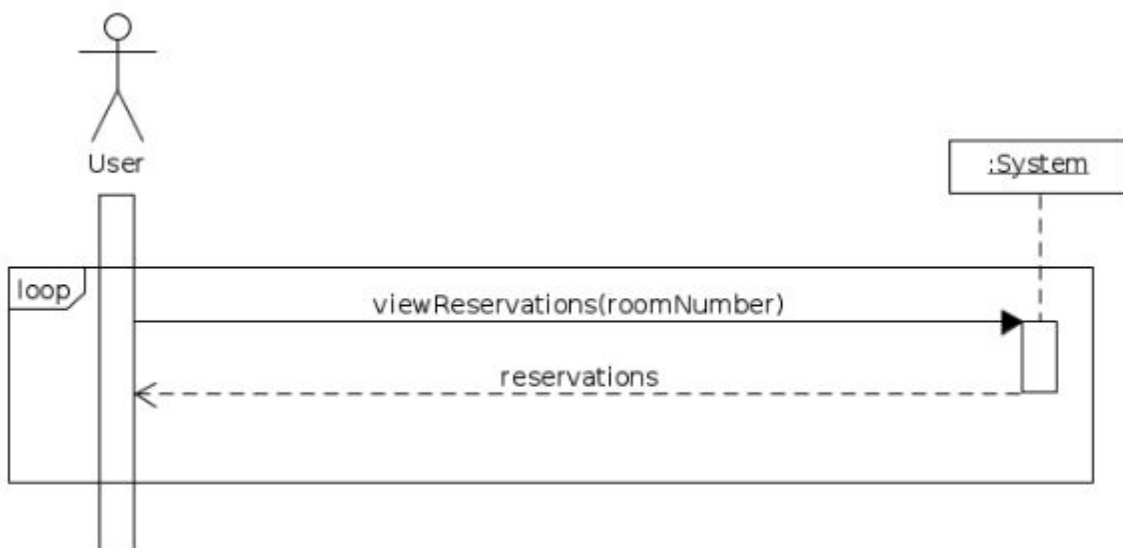 User
:System
loop
viewReservations(roomNumber)
reservations